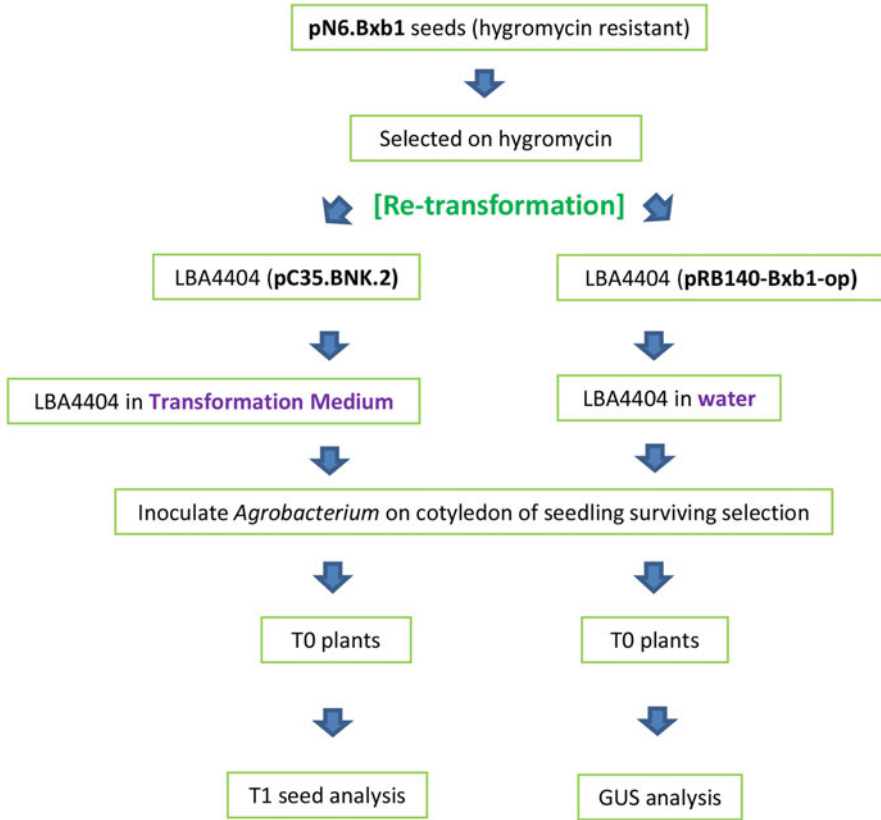 pN6.Bxb1 seeds (hygromycin resistant)
Selected on hygromycin
[Re-transformation]
LBA4404 (pC35.BNK.2)
LBA4404 (pRB140-Bxb1-op)
LBA4404 in Transformation Medium
LBA4404 in water
Inoculate Agrobacterium on cotyledon of seedling surviving selection
T0 plants
T0 plants
T1 seed analysis
GUS analysis